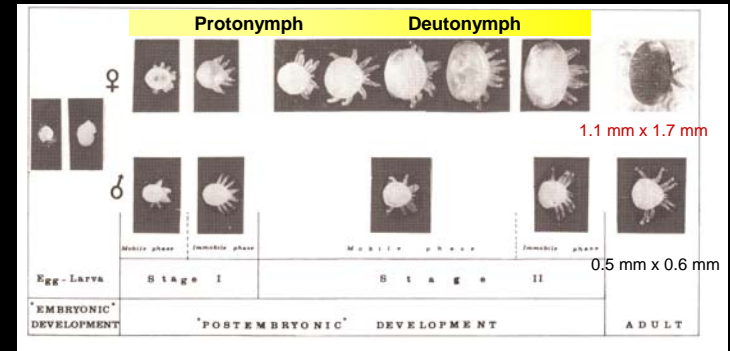 Protonymph Deutonymph
♀
1.1 mm x 1.7 mm
♂
Mobile phase Immobile phase Mobile phase Immobile phase
0.5 mm x 0.6 mm
Egg-Larva Stage I Stage II
"EMBRYONIC" DEVELOPMENT
"POSTEMBRYONIC" DEVELOPMENT
ADULT